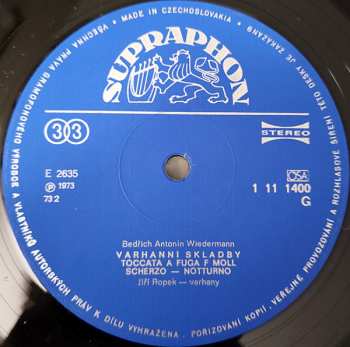 VŠECHNA PRÁVA GRAMOFONOVÉHO VÝROBCE A VLASTNÍKŮ AUTORSKÝCH PRÁV K DÍLU VYHRAŽENA. POŘIZOVÁNÍ KOPIÍ, VEŘEJNÉ PROVOZOVÁNÍ A ROZHLASOVÉ ŠÍŘENÍ TÉTO DESKY JE ZAKÁZÁNO
• MADE IN CZECHOSLOVAKIA •
SUPRAPHON
33
STEREO
E 2635
℗ 1973
73 2
OSA
1 11 1400
G
Bedřich Antonín Wiedermann
VARHANNÍ SKLADBY
TOCCATA A FUGA F MOLL
SCHERZO — NOTTURNO
Jiří Ropek — varhany